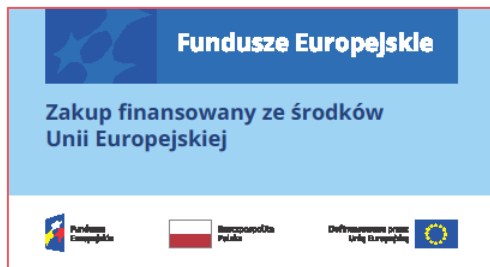 Fundusze Europejskie
Zakup finansowany ze środków
Unii Europejskiej
Fundusze
Europejskie
Rzeczpospolita
Polska
Dofinansowane przez
Unię Europejską